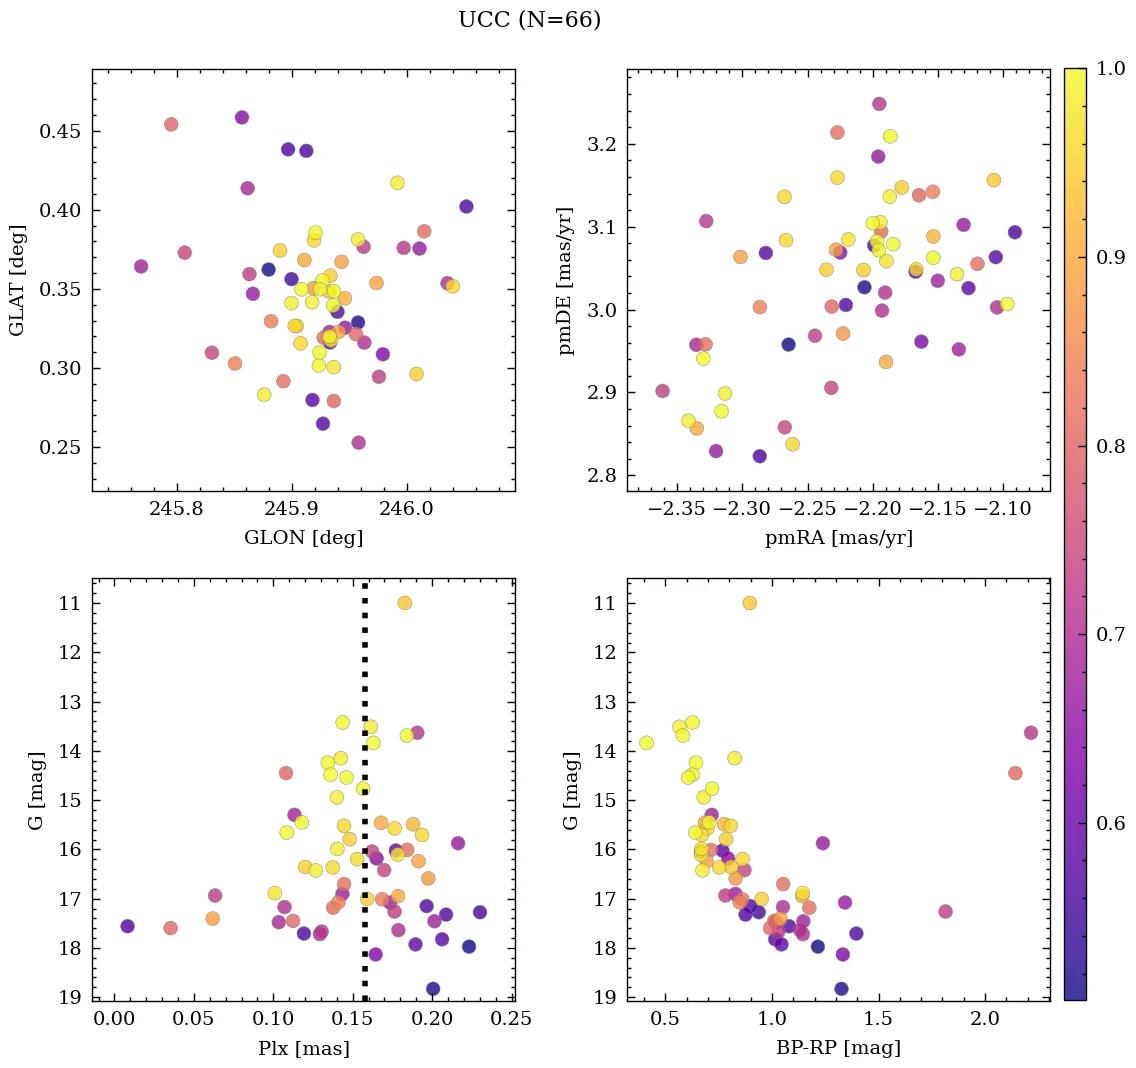 UCC (N=66)
0.45
0.40
0.35
0.30
0.25
GLAT [deg]
245.8 245.9 246.0
GLON [deg]
3.2
3.1
3.0
2.9
2.8
pmDE [mas/yr]
−2.35 −2.30 −2.25 −2.20 −2.15 −2.10
pmRA [mas/yr]
11
12
13
14
15
16
17
18
19
G [mag]
0.00 0.05 0.10 0.15 0.20 0.25
Plx [mas]
11
12
13
14
15
16
17
18
19
G [mag]
0.5 1.0 1.5 2.0
BP-RP [mag]
1.0
0.9
0.8
0.7
0.6